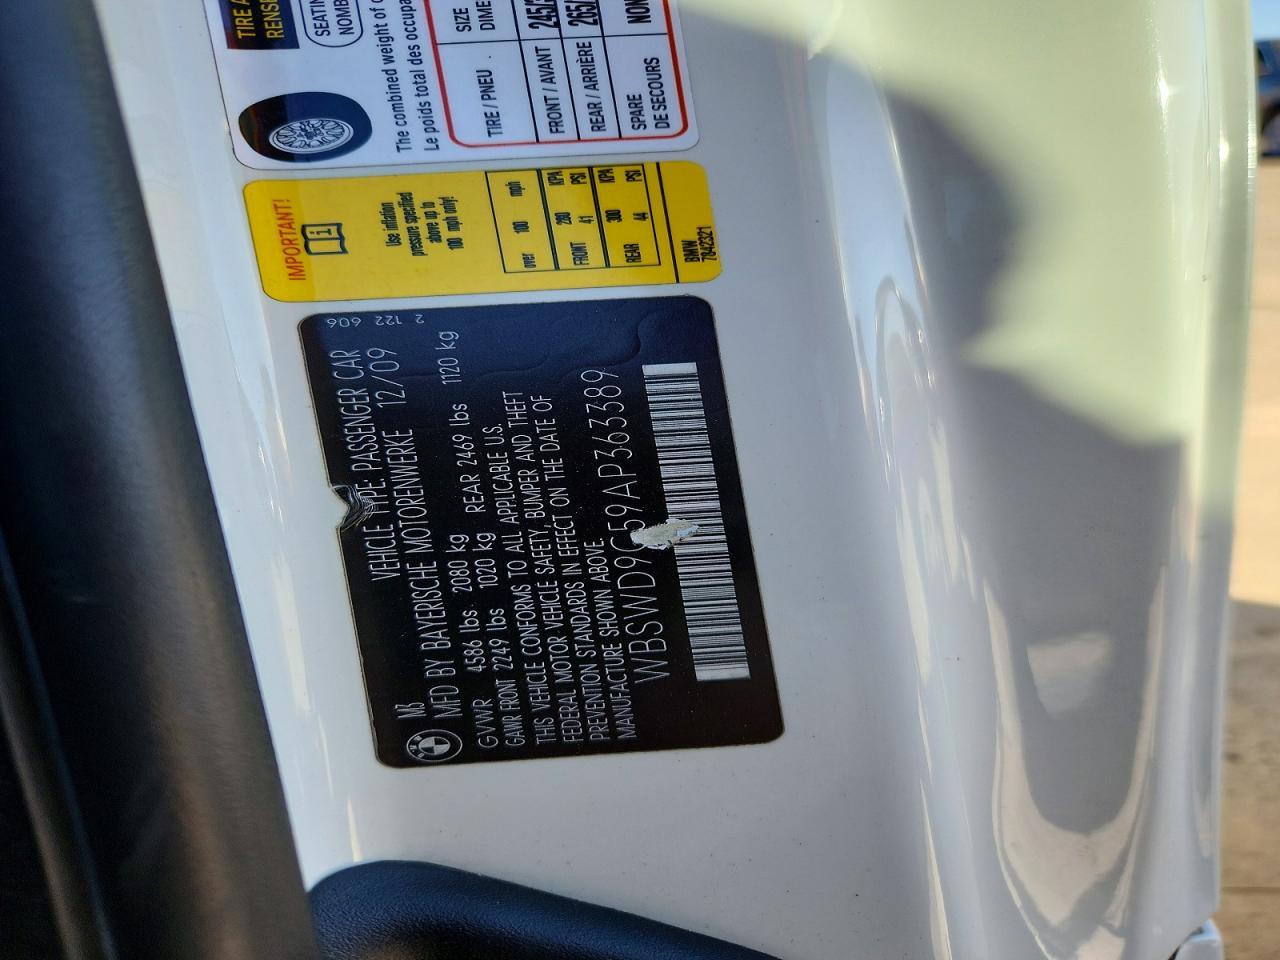 TIRE A
RENSE
SEATIN
NOMB
The combined weight of
Le poids total des occupa
TIRE / PNEU
SIZE
DIME
FRONT / AVANT
245/
REAR / ARRIÈRE
265/
SPARE
DE SECOURS
NON
IMPORTANT!
Use inflation
pressure specified
above up to
100 mph only!
over 100 mph
FRONT 280 KPA
41 PSI
REAR 300 KPA
44 PSI
BMW
7842321
606 122 2
M3 VEHICLE TYPE: PASSENGER CAR
MFD BY BAYERISCHE MOTORENWERKE 12/09
GVWR 4586 lbs. 2080 kg
GAWR FRONT 2249 lbs 1020 kg REAR 2469 lbs 1120 kg
THIS VEHICLE CONFORMS TO ALL APPLICABLE U.S.
FEDERAL MOTOR VEHICLE SAFETY, BUMPER AND THEFT
PREVENTION STANDARDS IN EFFECT ON THE DATE OF
MANUFACTURE SHOWN ABOVE.
WBSWD9C59AP363389